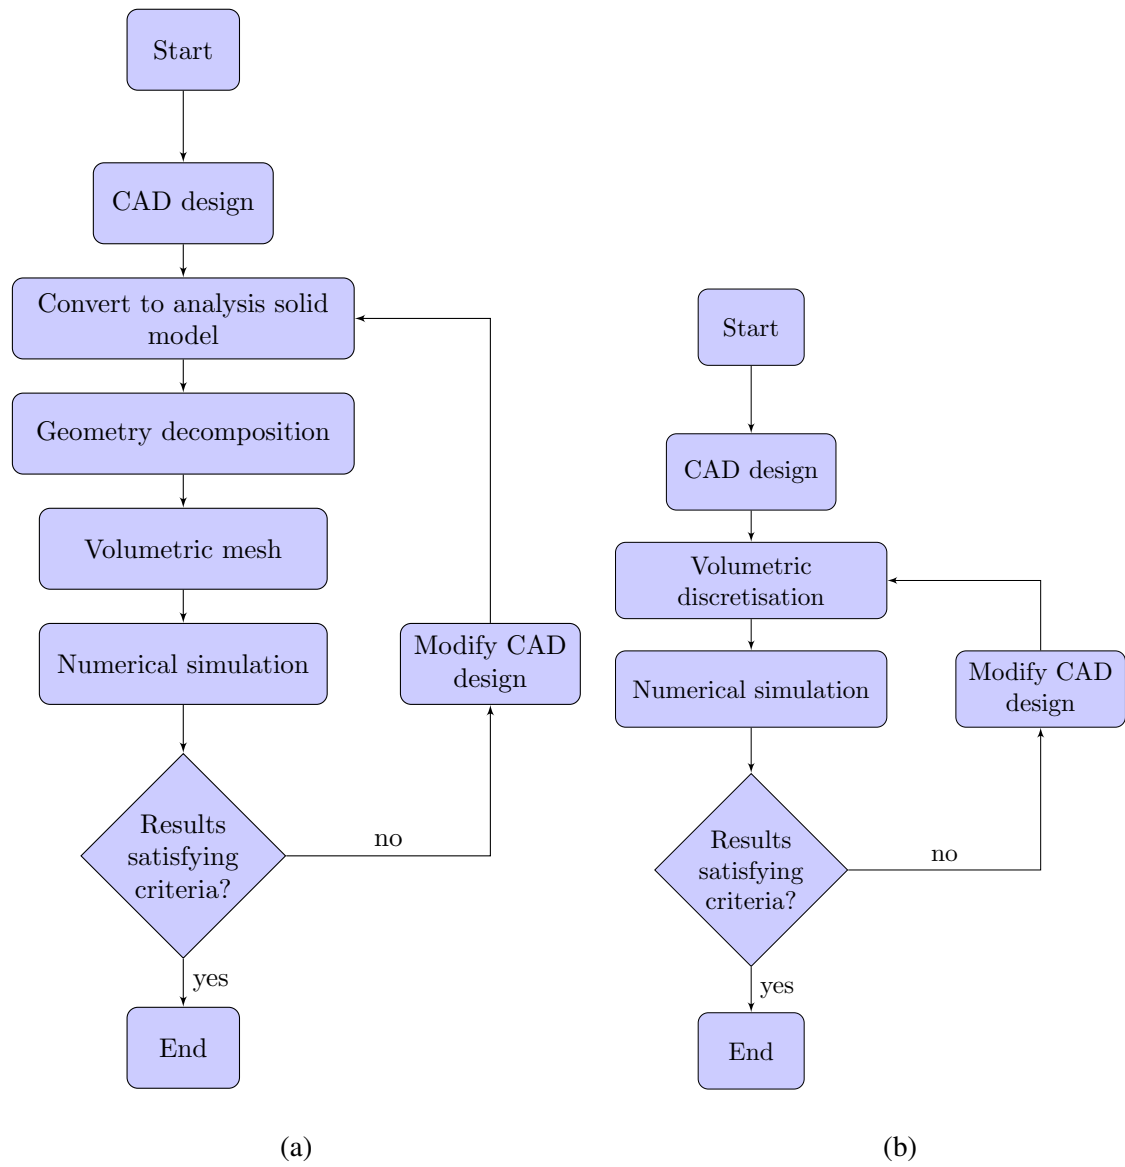 Start
CAD design
Convert to analysis solid
model
Geometry decomposition
Volumetric mesh
Numerical simulation
Modify CAD
design
Results
satisfying
criteria?
no
yes
End
(a)
Start
CAD design
Volumetric
discretisation
Numerical simulation
Modify CAD
design
Results
satisfying
criteria?
no
yes
End
(b)